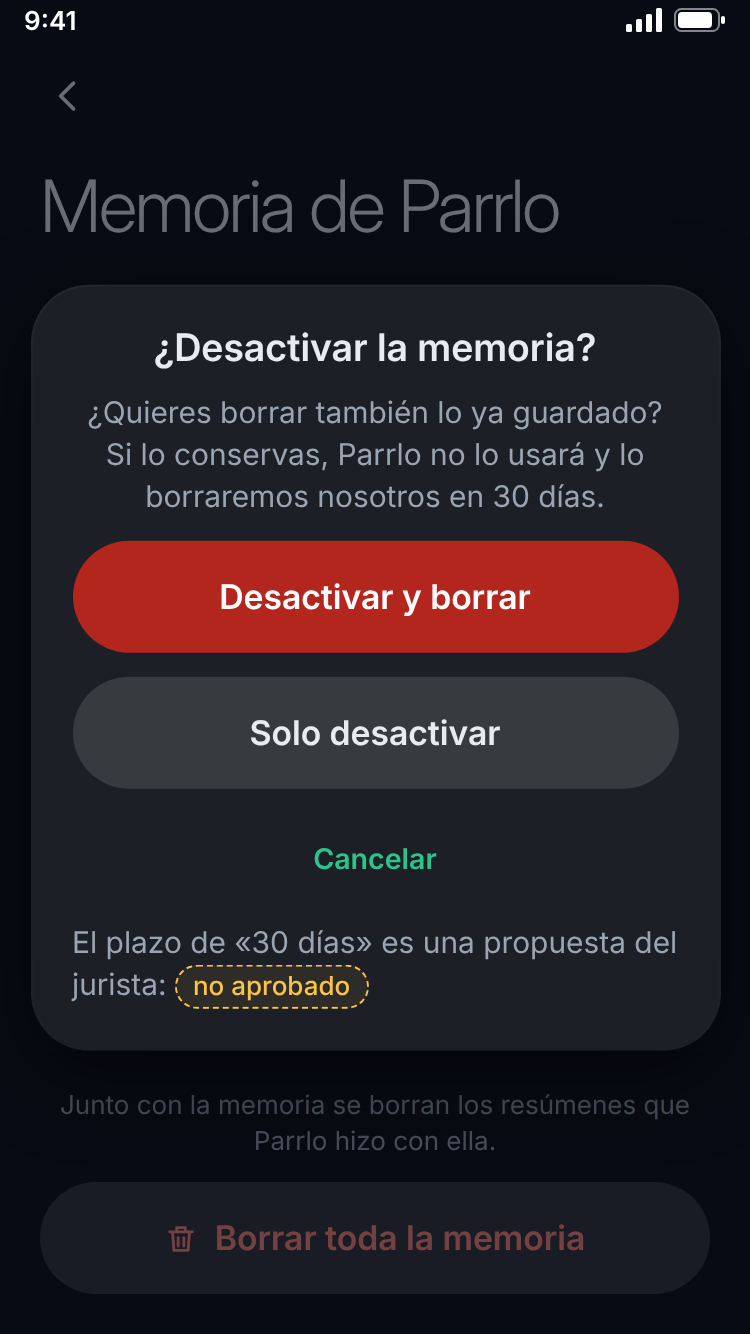 9:41
Memoria de Parrlo
¿Desactivar la memoria?
¿Quieres borrar también lo ya guardado?
Si lo conservas, Parrlo no lo usará y lo
borraremos nosotros en 30 días.
Desactivar y borrar
Solo desactivar
Cancelar
El plazo de «30 días» es una propuesta del
jurista: no aprobado
Junto con la memoria se borran los resúmenes que
Parrlo hizo con ella.
Borrar toda la memoria